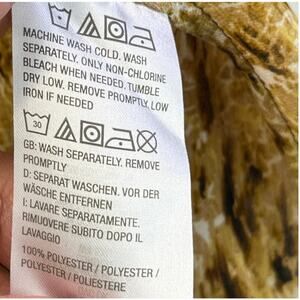 MACHINE WASH COLD. WASH
SEPARATELY. ONLY NON-CHLORINE
BLEACH WHEN NEEDED. TUMBLE
DRY LOW. REMOVE PROMPTLY, LOW
IRON IF NEEDED
30
GB: WASH SEPARATELY. REMOVE
PROMPTLY
D: SEPARAT WASCHEN. VOR DER
WÄSCHE ENTFERNEN
I: LAVARE SEPARATAMENTE.
RIMUOVERE SUBITO DOPO IL
LAVAGGIO
100% POLYESTER / POLYESTER /
POLYESTER / POLIESTERE